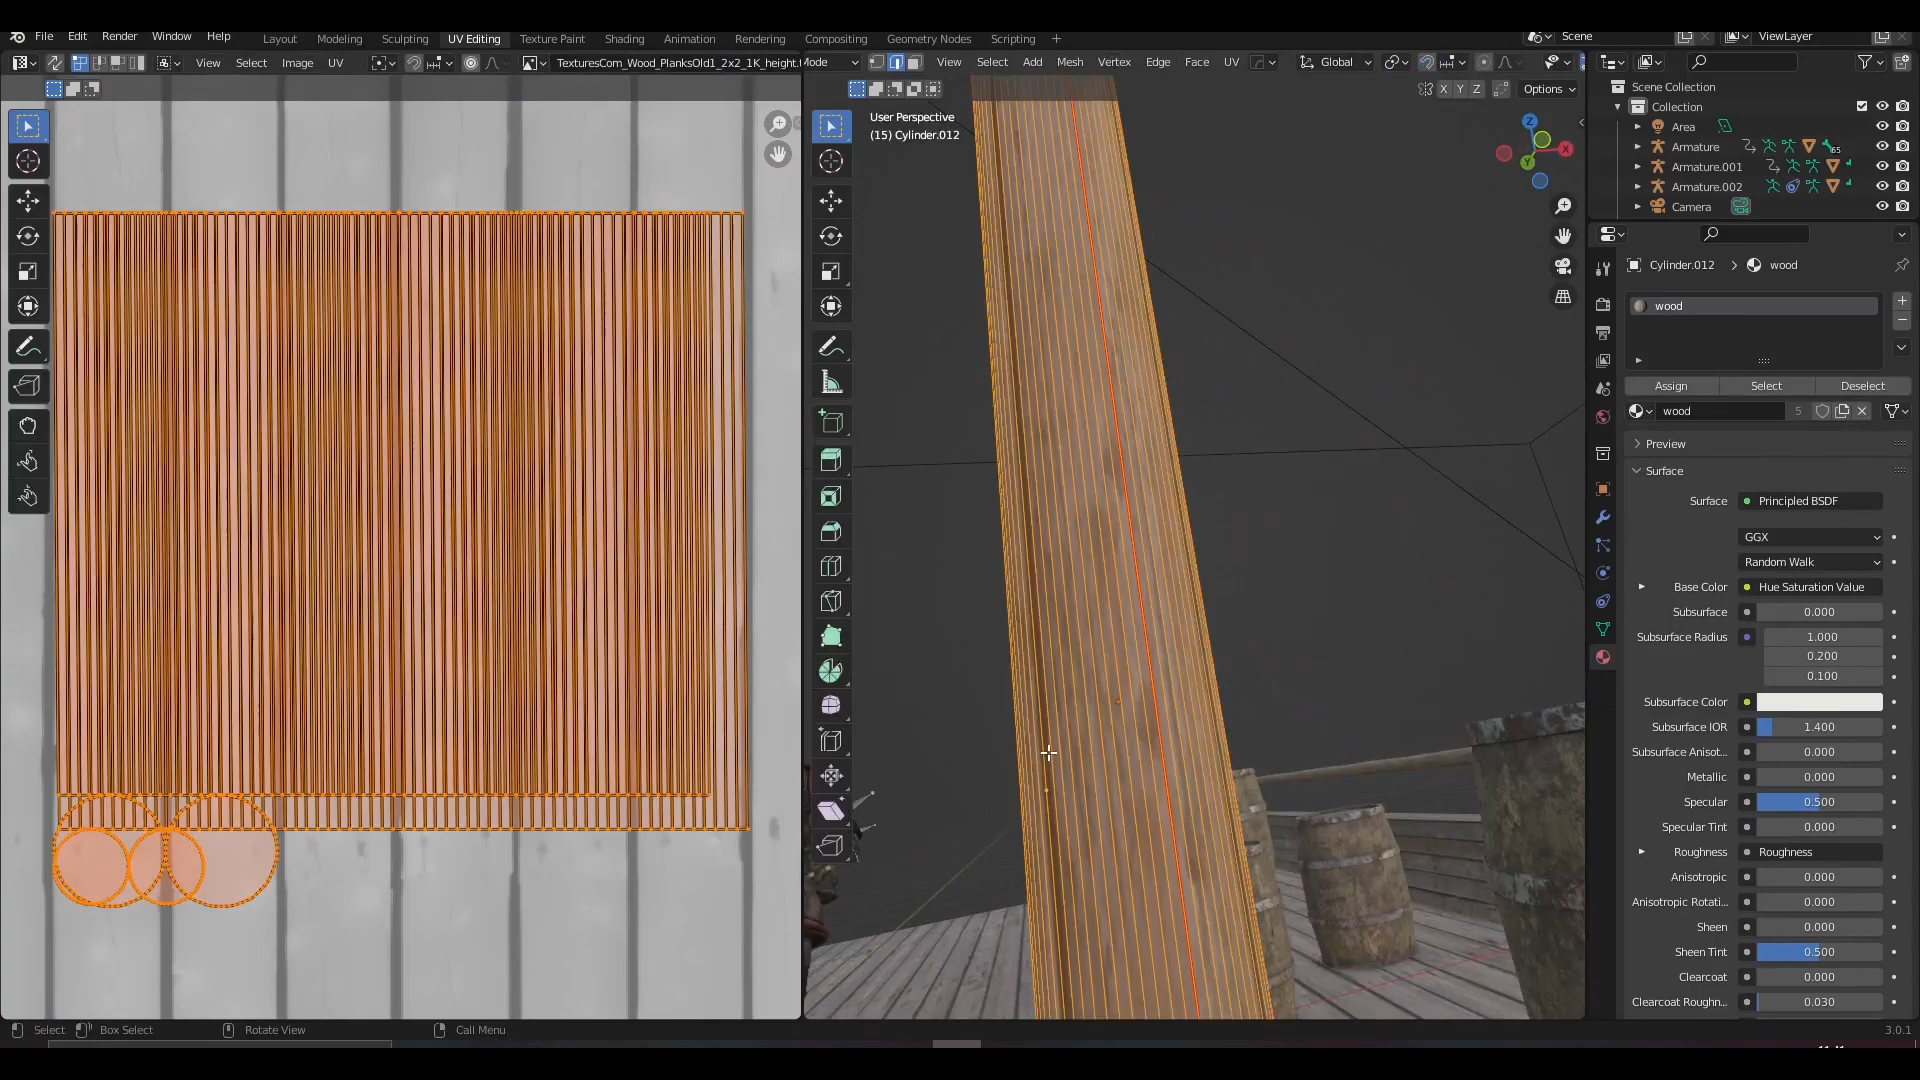 File Edit Render Window Help
Layout Modeling Sculpting UV Editing Texture Paint Shading Animation Rendering Compositing Geometry Nodes Scripting +
Scene
ViewLayer
View Select Image UV
TexturesCom_Wood_PlanksOld1_2x2_1K_height.t
Mode
View Select Add Mesh Vertex Edge Face UV
Global
X Y Z
Options
User Perspective
(15) Cylinder.012
Z
X
Y
Scene Collection
Collection
Area
Armature
65
Armature.001
Armature.002
Camera
Cylinder.012 > wood
wood
Assign Select Deselect
wood 5
Preview
Surface
Surface Principled BSDF
GGX
Random Walk
Base Color Hue Saturation Value
Subsurface 0.000
Subsurface Radius 1.000
0.200
0.100
Subsurface Color
Subsurface IOR 1.400
Subsurface Anisot... 0.000
Metallic 0.000
Specular 0.500
Specular Tint 0.000
Roughness Roughness
Anisotropic 0.000
Anisotropic Rotati... 0.000
Sheen 0.000
Sheen Tint 0.500
Clearcoat 0.000
Clearcoat Roughn... 0.030
Select Box Select Rotate View Call Menu
3.0.1